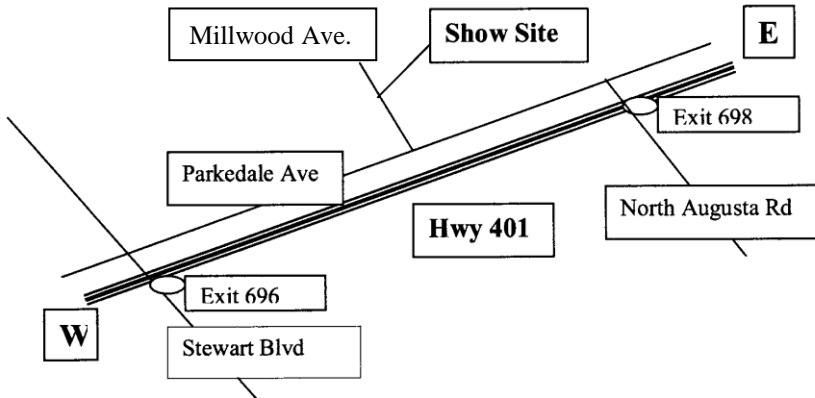 Millwood Ave.
Show Site
E
Exit 698
Parkedale Ave
North Augusta Rd
Hwy 401
Exit 696
W
Stewart Blvd